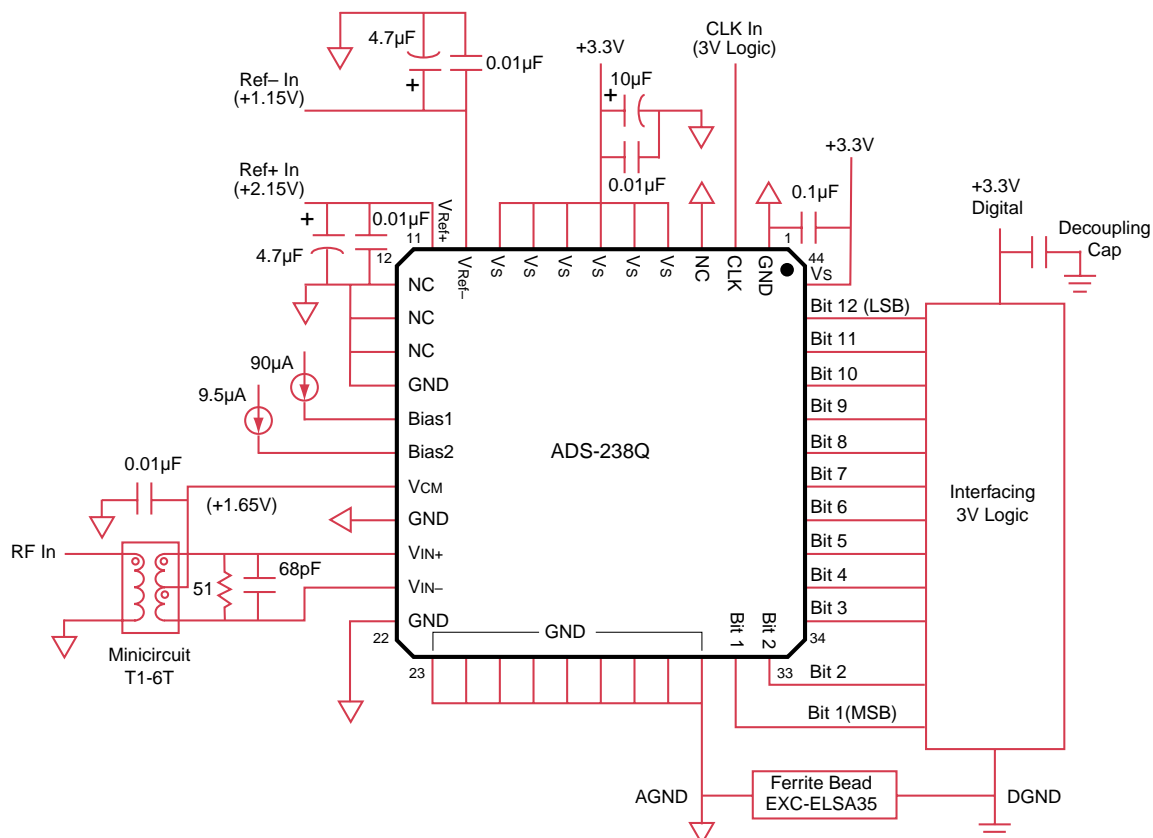 CLK In
(3V Logic)
4.7µF
+3.3V
0.01µF
10µF
Ref– In
(+1.15V)
+
+
+3.3V
Ref+ In
(+2.15V)
0.01µF
0.1µF
+3.3V
Digital
Decoupling
Cap
+
0.01µF
VRef+
4.7µF
11
12
1
44
VRef–
VS
VS
VS
VS
VS
VS
NC
CLK
GND
VS
NC
Bit 12 (LSB)
NC
Bit 11
NC
90µA
Bit 10
GND
9.5µA
Bit 9
Bias1
Bit 8
Bias2
ADS-238Q
0.01µF
Bit 7
VCM
(+1.65V)
Interfacing
3V Logic
Bit 6
GND
Bit 5
RF In
VIN+
68pF
51
Bit 4
VIN–
Bit 3
GND
GND
Bit 1
Bit 2
22
34
Minicircuit
T1-6T
23
33
Bit 2
Bit 1(MSB)
AGND
Ferrite Bead
EXC-ELSA35
DGND